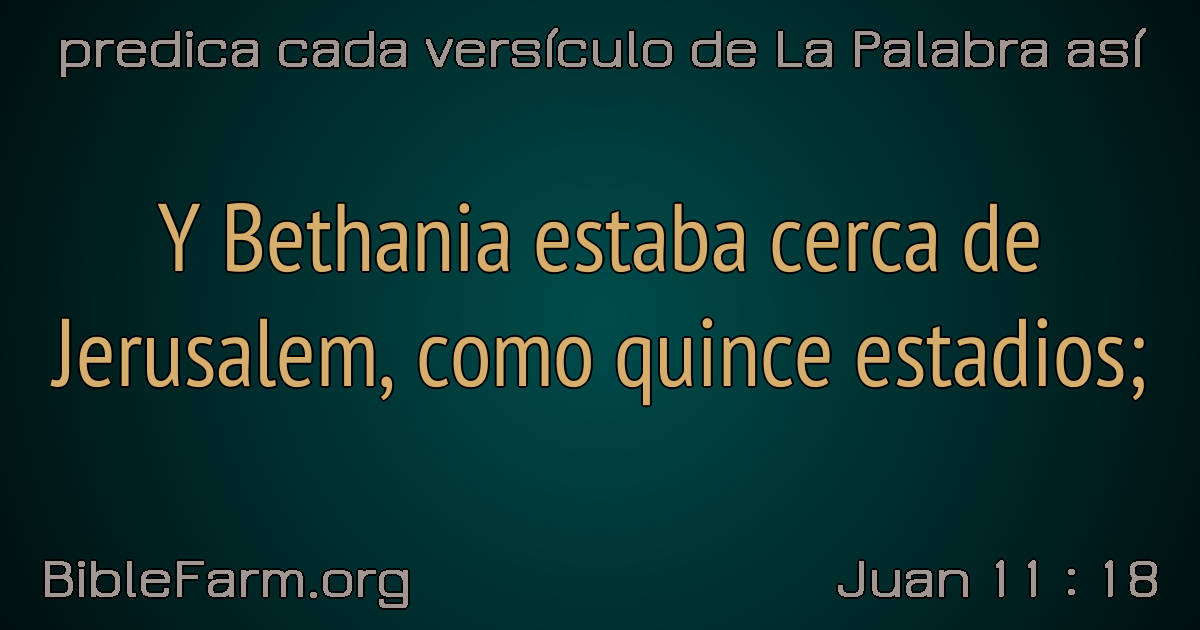 predica cada versículo de La Palabra así
Y Bethania estaba cerca de
Jerusalem, como quince estadios;
BibleFarm.org
Juan 11 : 18